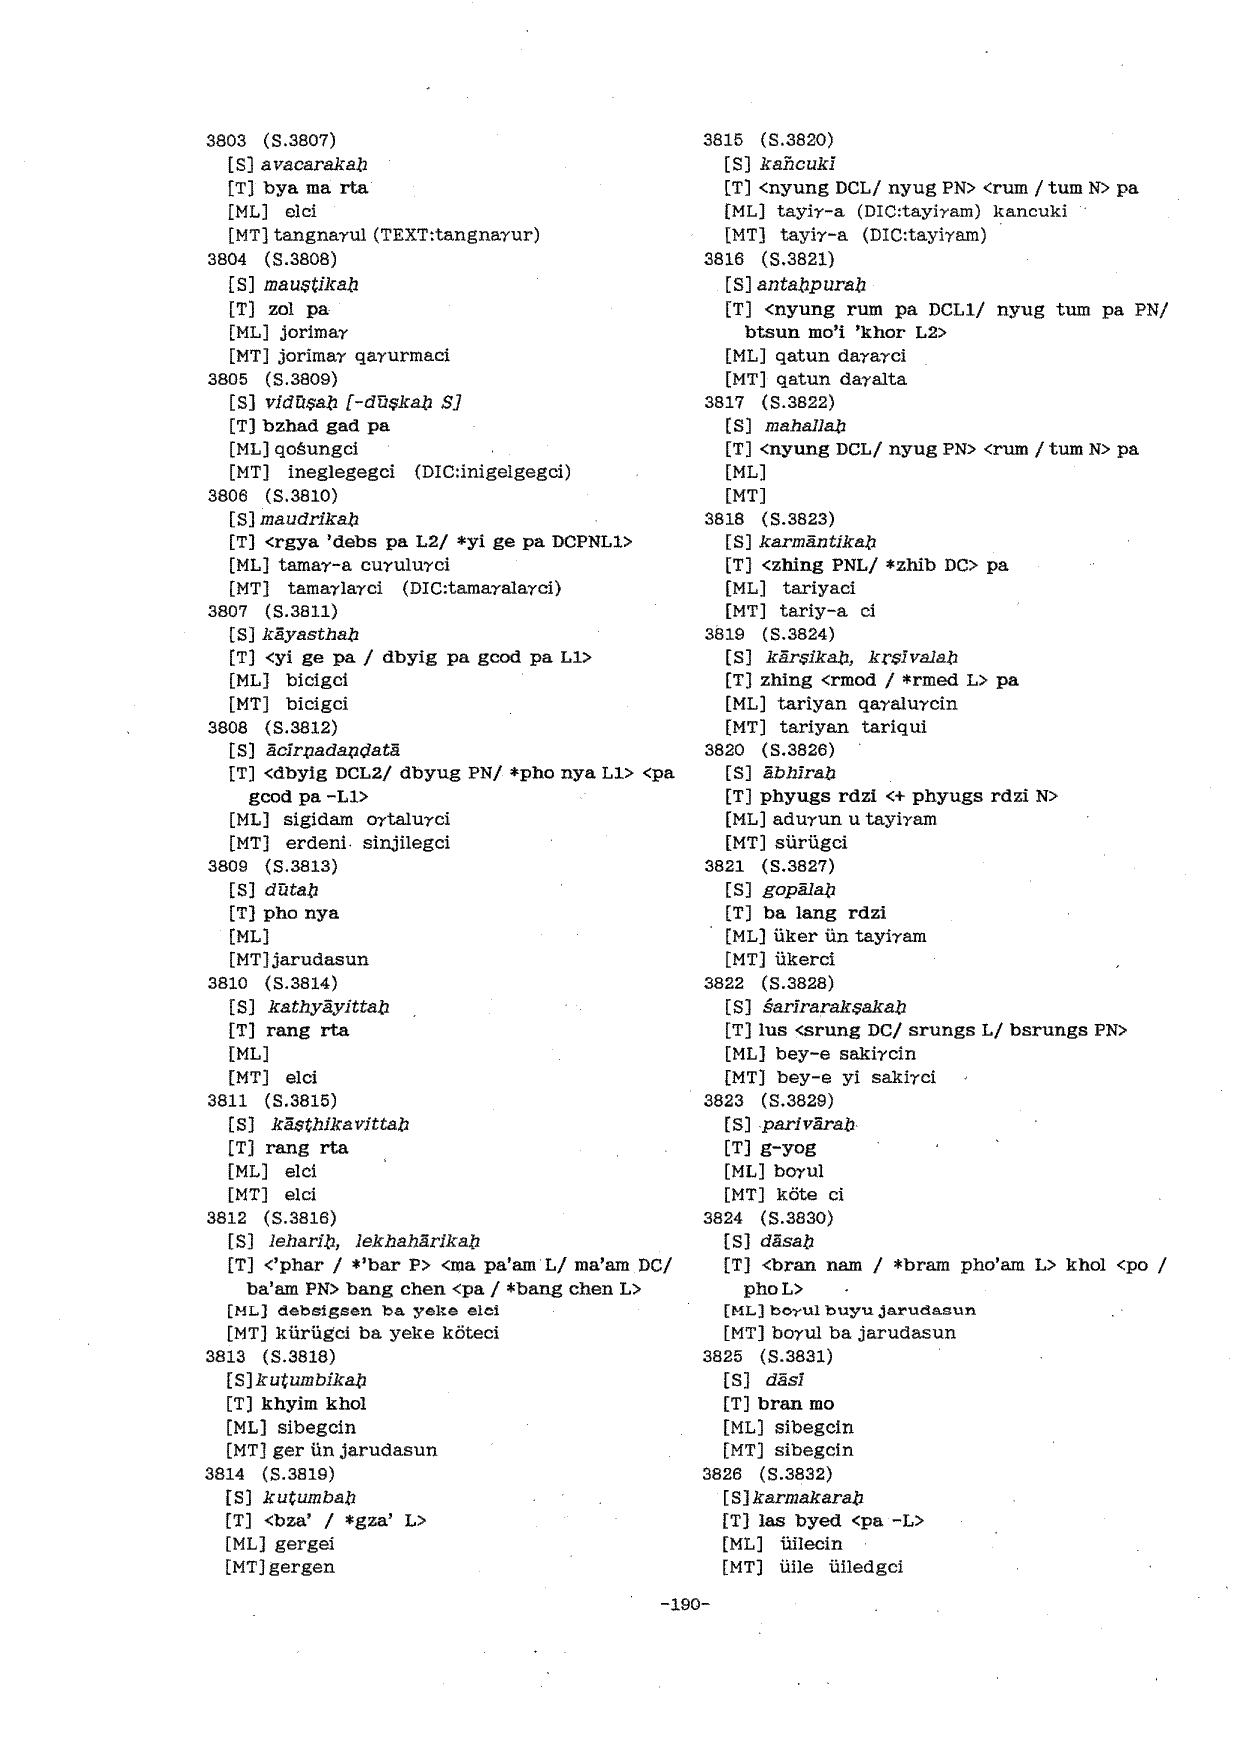 3803 (S.3807)
[S] avacarakaḥ
[T] bya ma rta
[ML] elci
[MT] tangnaγul (TEXT:tangnaγur)
3804 (S.3808)
[S] mauṣṭikaḥ
[T] zol pa
[ML] jorimaγ
[MT] jorimaγ qaγurmaci
3805 (S.3809)
[S] vidūṣaḥ [-dūṣkaḥ S]
[T] bzhad gad pa
[ML] qośungci
[MT] ineglegegci (DIC:inigelgegci)
3806 (S.3810)
[S] maudrikaḥ
[T] <rgya 'debs pa L2/ *yi ge pa DCPNL1>
[ML] tamaγ-a cuγuluγci
[MT] tamaγlaγci (DIC:tamaγalaγci)
3807 (S.3811)
[S] kāyasthaḥ
[T] <yi ge pa / dbyig pa gcod pa L1>
[ML] bicigci
[MT] bicigci
3808 (S.3812)
[S] ācīrṇadaṇḍatā
[T] <dbyig DCL2/ dbyug PN/ *pho nya L1> <pa
gcod pa -L1>
[ML] sigidam oγtaluγci
[MT] erdeni sinjilegci
3809 (S.3813)
[S] dūtaḥ
[T] pho nya
[ML]
[MT] jarudasun
3810 (S.3814)
[S] kathyāyittaḥ
[T] rang rta
[ML]
[MT] elci
3811 (S.3815)
[S] kāṣṭhikavittaḥ
[T] rang rta
[ML] elci
[MT] elci
3812 (S.3816)
[S] lehariḥ, lekhahārikaḥ
[T] <'phar / *'bar P> <ma pa'am L/ ma'am DC/
ba'am PN> bang chen <pa / *bang chen L>
[ML] debsigsen ba yeke elci
[MT] kürügci ba yeke köteci
3813 (S.3818)
[S] kuṭumbikaḥ
[T] khyim khol
[ML] sibegcin
[MT] ger ün jarudasun
3814 (S.3819)
[S] kuṭumbaḥ
[T] <bza' / *gza' L>
[ML] gergei
[MT] gergen
3815 (S.3820)
[S] kañcukī
[T] <nyung DCL/ nyug PN> <rum / tum N> pa
[ML] tayiγ-a (DIC:tayiγam) kancuki
[MT] tayiγ-a (DIC:tayiγam)
3816 (S.3821)
[S] antaḥpuraḥ
[T] <nyung rum pa DCL1/ nyug tum pa PN/
btsun mo'i 'khor L2>
[ML] qatun daγaγci
[MT] qatun daγalta
3817 (S.3822)
[S] mahallaḥ
[T] <nyung DCL/ nyug PN> <rum / tum N> pa
[ML]
[MT]
3818 (S.3823)
[S] karmāntikaḥ
[T] <zhing PNL/ *zhib DC> pa
[ML] tariyaci
[MT] tariy-a ci
3819 (S.3824)
[S] kārṣikaḥ, kṛṣīvalaḥ
[T] zhing <rmod / *rmed L> pa
[ML] tariyan qaγaluγcin
[MT] tariyan tariqui
3820 (S.3826)
[S] ābhīraḥ
[T] phyugs rdzi <+ phyugs rdzi N>
[ML] aduγun u tayiγam
[MT] sürügci
3821 (S.3827)
[S] gopālaḥ
[T] ba lang rdzi
[ML] üker ün tayiγam
[MT] ükerci
3822 (S.3828)
[S] śarīrarakṣakaḥ
[T] lus <srung DC/ srungs L/ bsrungs PN>
[ML] bey-e sakiγcin
[MT] bey-e yi sakiγci
3823 (S.3829)
[S] parivāraḥ
[T] g-yog
[ML] boγul
[MT] köte ci
3824 (S.3830)
[S] dāsaḥ
[T] <bran nam / *bram pho'am L> khol <po /
pho L>
[ML] boγul buyu jarudasun
[MT] boγul ba jarudasun
3825 (S.3831)
[S] dāsī
[T] bran mo
[ML] sibegcin
[MT] sibegcin
3826 (S.3832)
[S] karmakaraḥ
[T] las byed <pa -L>
[ML] üilecin
[MT] üile üiledgci
-190-